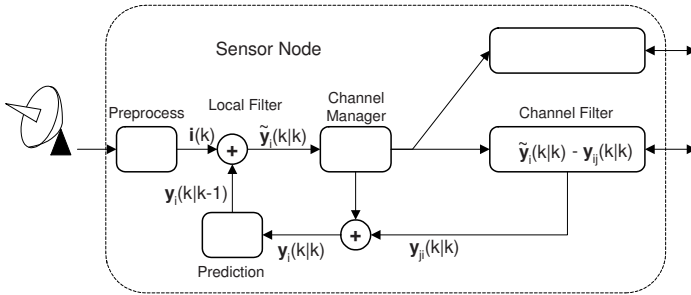 Sensor Node
Preprocess
Local Filter
Channel
Manager
Channel Filter
i(k)
ỹᵢ(k|k)
ỹᵢ(k|k) - yᵢⱼ(k|k)
yᵢ(k|k-1)
yᵢ(k|k)
yⱼᵢ(k|k)
Prediction
+
+